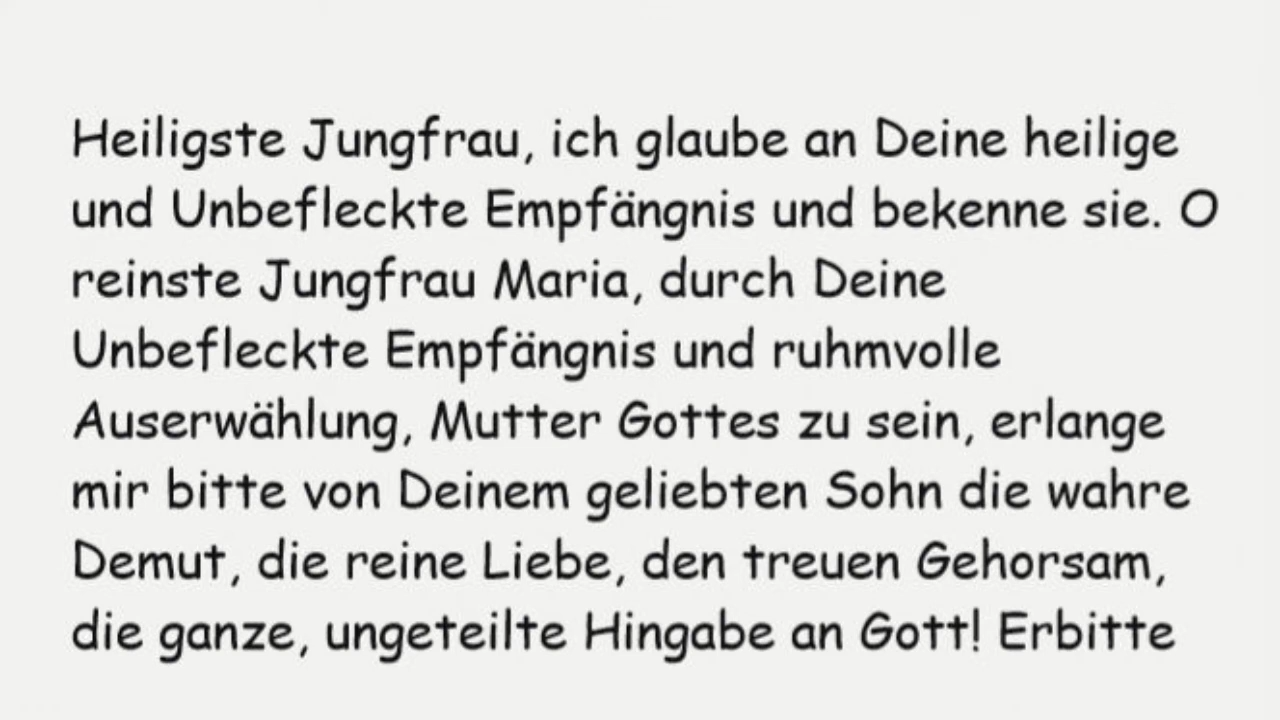 Heiligste Jungfrau, ich glaube an Deine heilige
und Unbefleckte Empfängnis und bekenne sie. O
reinste Jungfrau Maria, durch Deine
Unbefleckte Empfängnis und ruhmvolle
Auserwählung, Mutter Gottes zu sein, erlange
mir bitte von Deinem geliebten Sohn die wahre
Demut, die reine Liebe, den treuen Gehorsam,
die ganze, ungeteilte Hingabe an Gott! Erbitte